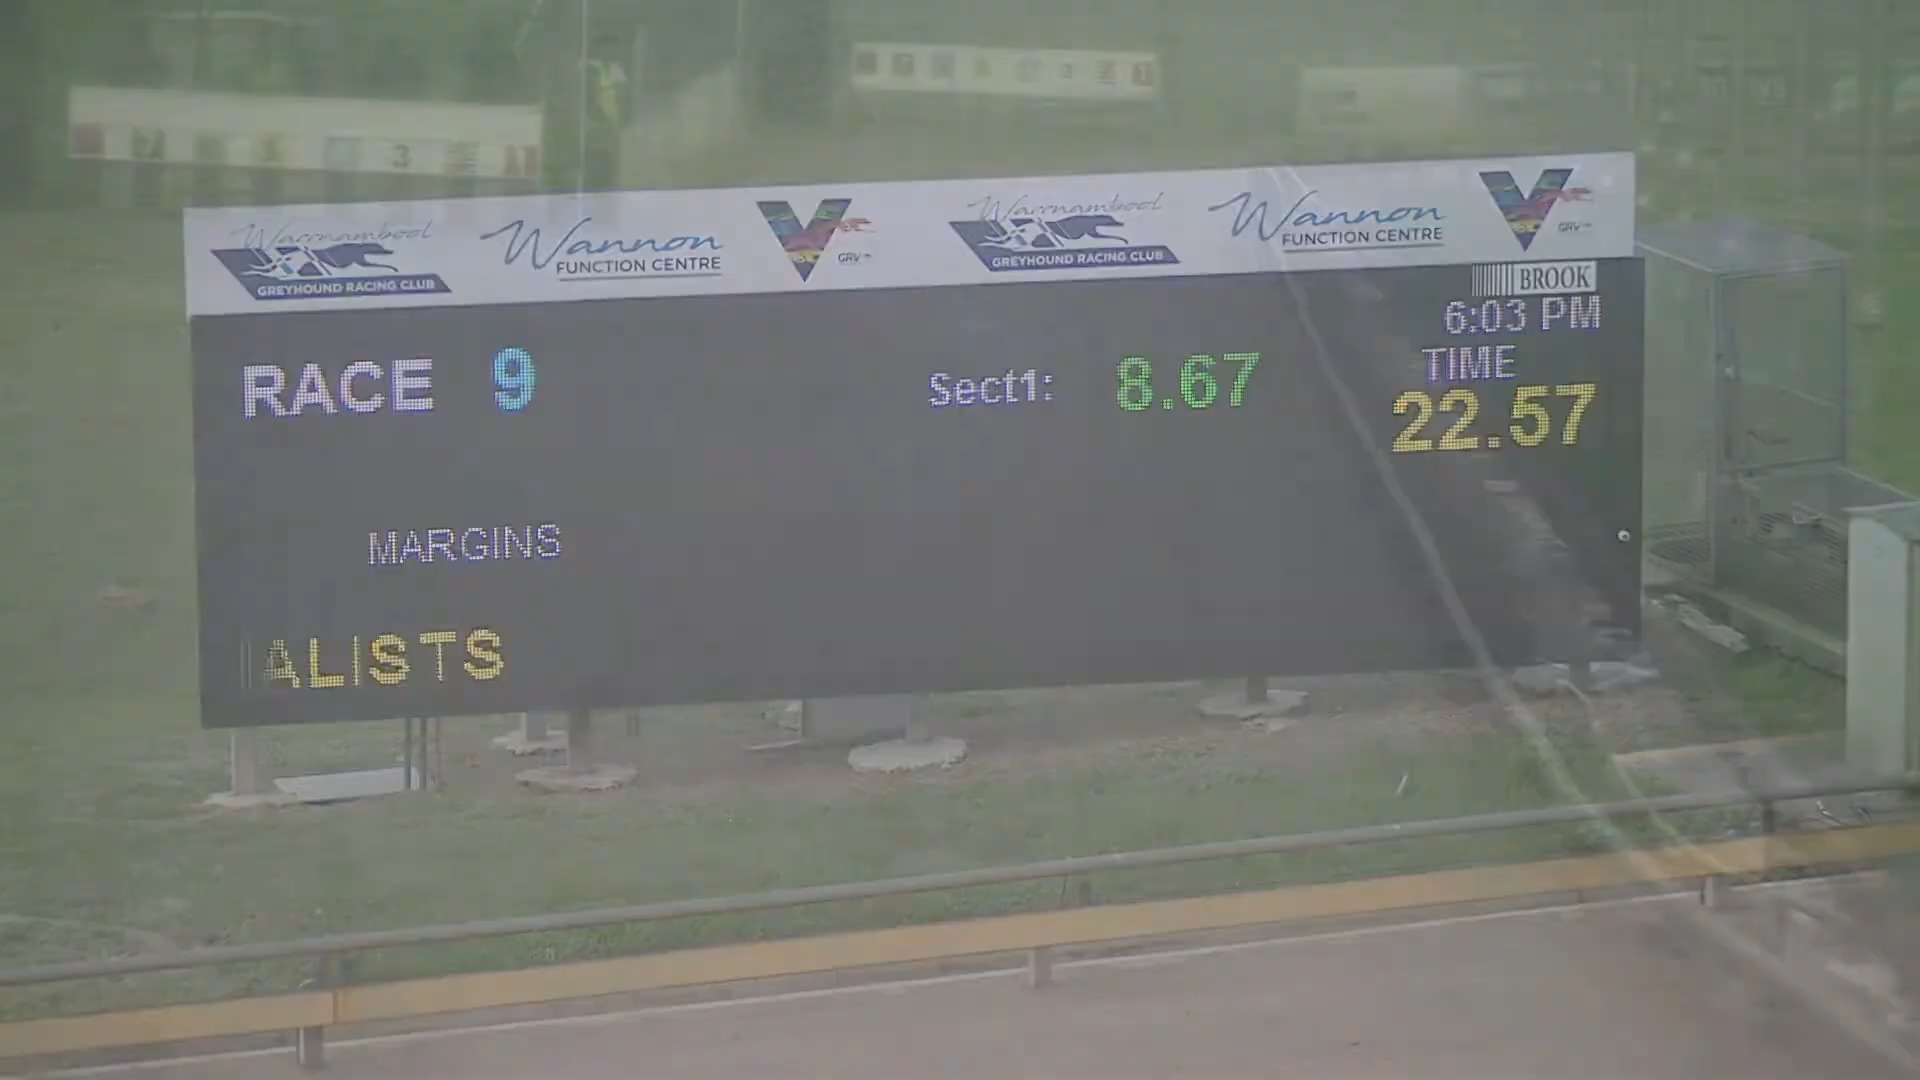 Warrnambool
GREYHOUND RACING CLUB
Wannon
FUNCTION CENTRE
V
GRV
Warrnambool
GREYHOUND RACING CLUB
Wannon
FUNCTION CENTRE
V
GRV
BROOK
6:03 PM
RACE 9
Sect1: 8.67
TIME
22.57
MARGINS
ALISTS
3